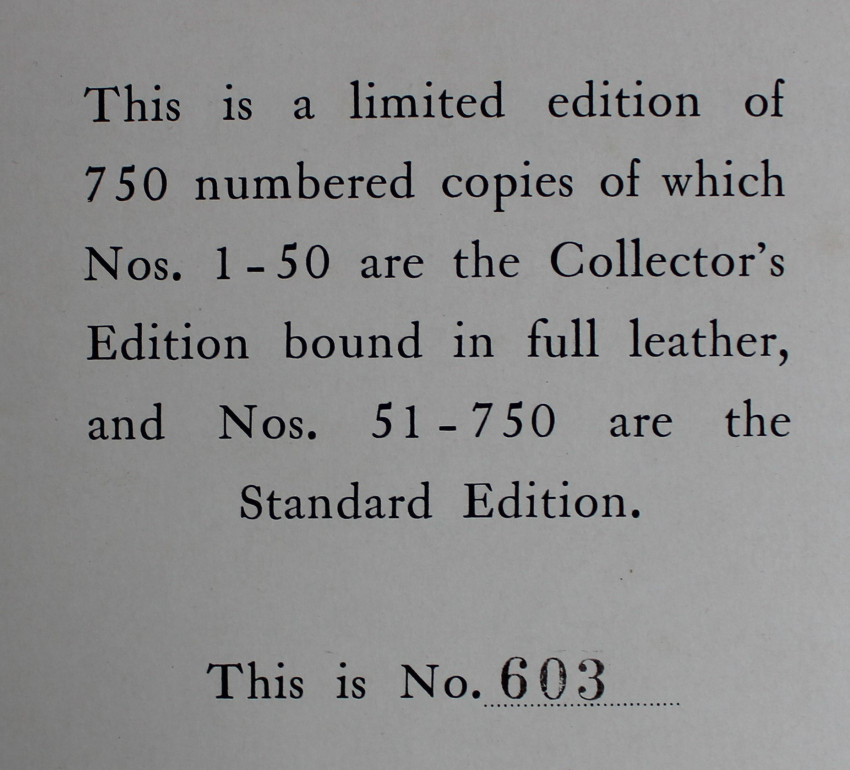 This is a limited edition of
750 numbered copies of which
Nos. 1-50 are the Collector's
Edition bound in full leather,
and Nos. 51-750 are the
Standard Edition.
This is No. 603